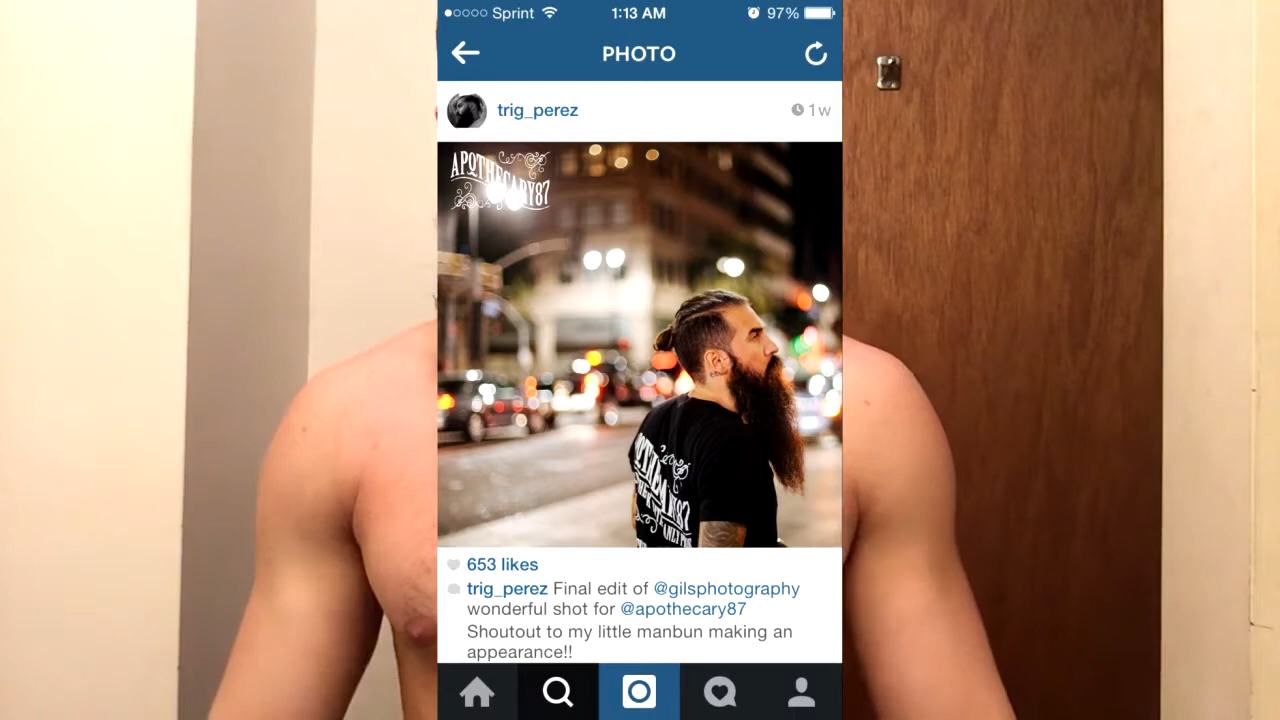 Sprint 1:13 AM 97%
PHOTO
trig_perez 1w
APOTHECARY87
653 likes
trig_perez Final edit of @gilsphotography
wonderful shot for @apothecary87
Shoutout to my little manbun making an
appearance!!